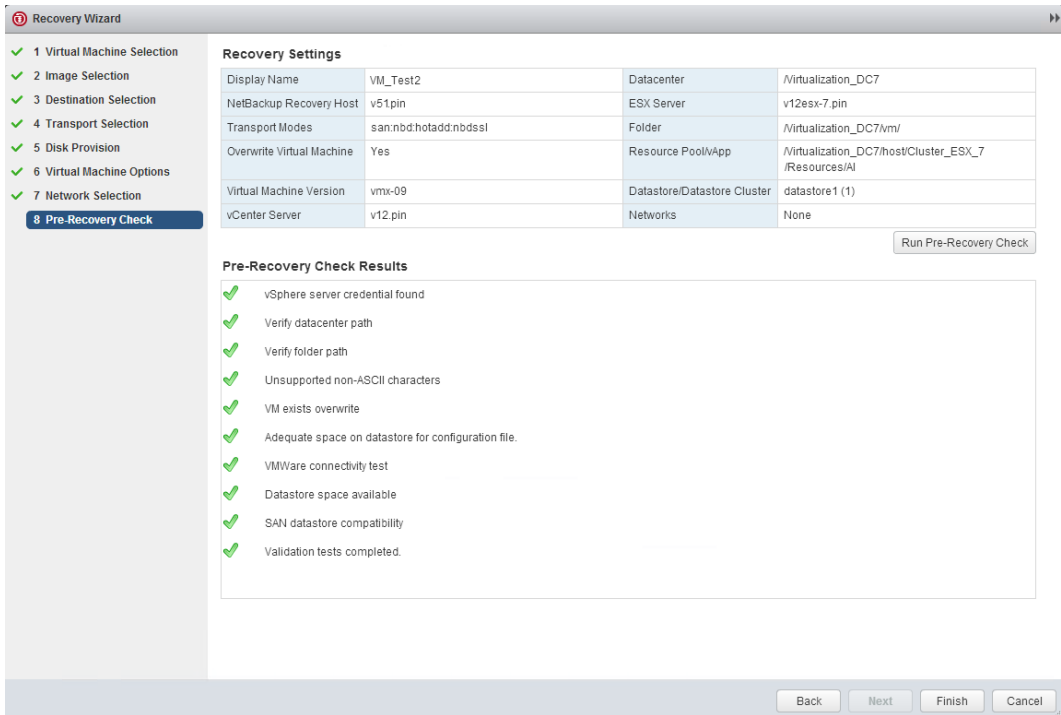 Recovery Wizard
1 Virtual Machine Selection
2 Image Selection
3 Destination Selection
4 Transport Selection
5 Disk Provision
6 Virtual Machine Options
7 Network Selection
8 Pre-Recovery Check
Recovery Settings
Display Name VM_Test2 Datacenter /Virtualization_DC7
NetBackup Recovery Host v51.pin ESX Server v12esx-7.pin
Transport Modes san:nbd:hotadd:nbdssl Folder /Virtualization_DC7/vm/
Overwrite Virtual Machine Yes Resource Pool/vApp /Virtualization_DC7/host/Cluster_ESX_7
/Resources/Al
Virtual Machine Version vmx-09 Datastore/Datastore Cluster datastore1 (1)
vCenter Server v12.pin Networks None
Run Pre-Recovery Check
Pre-Recovery Check Results
vSphere server credential found
Verify datacenter path
Verify folder path
Unsupported non-ASCII characters
VM exists overwrite
Adequate space on datastore for configuration file.
VMWare connectivity test
Datastore space available
SAN datastore compatibility
Validation tests completed.
Back Next Finish Cancel